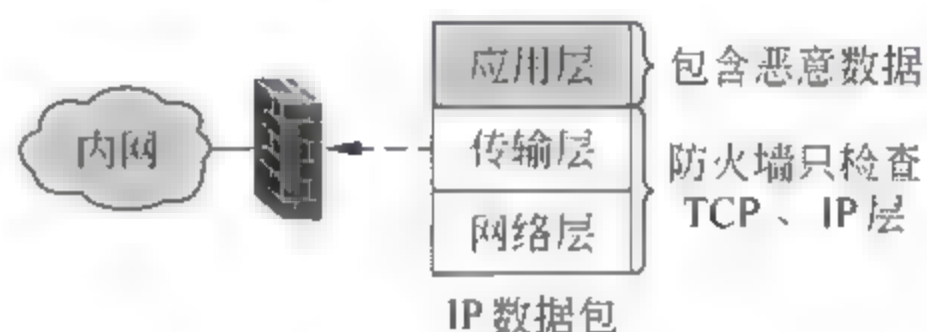 应用层
包含恶意数据
内网
传输层
防火墙只检查
TCP、IP层
网络层
IP数据包